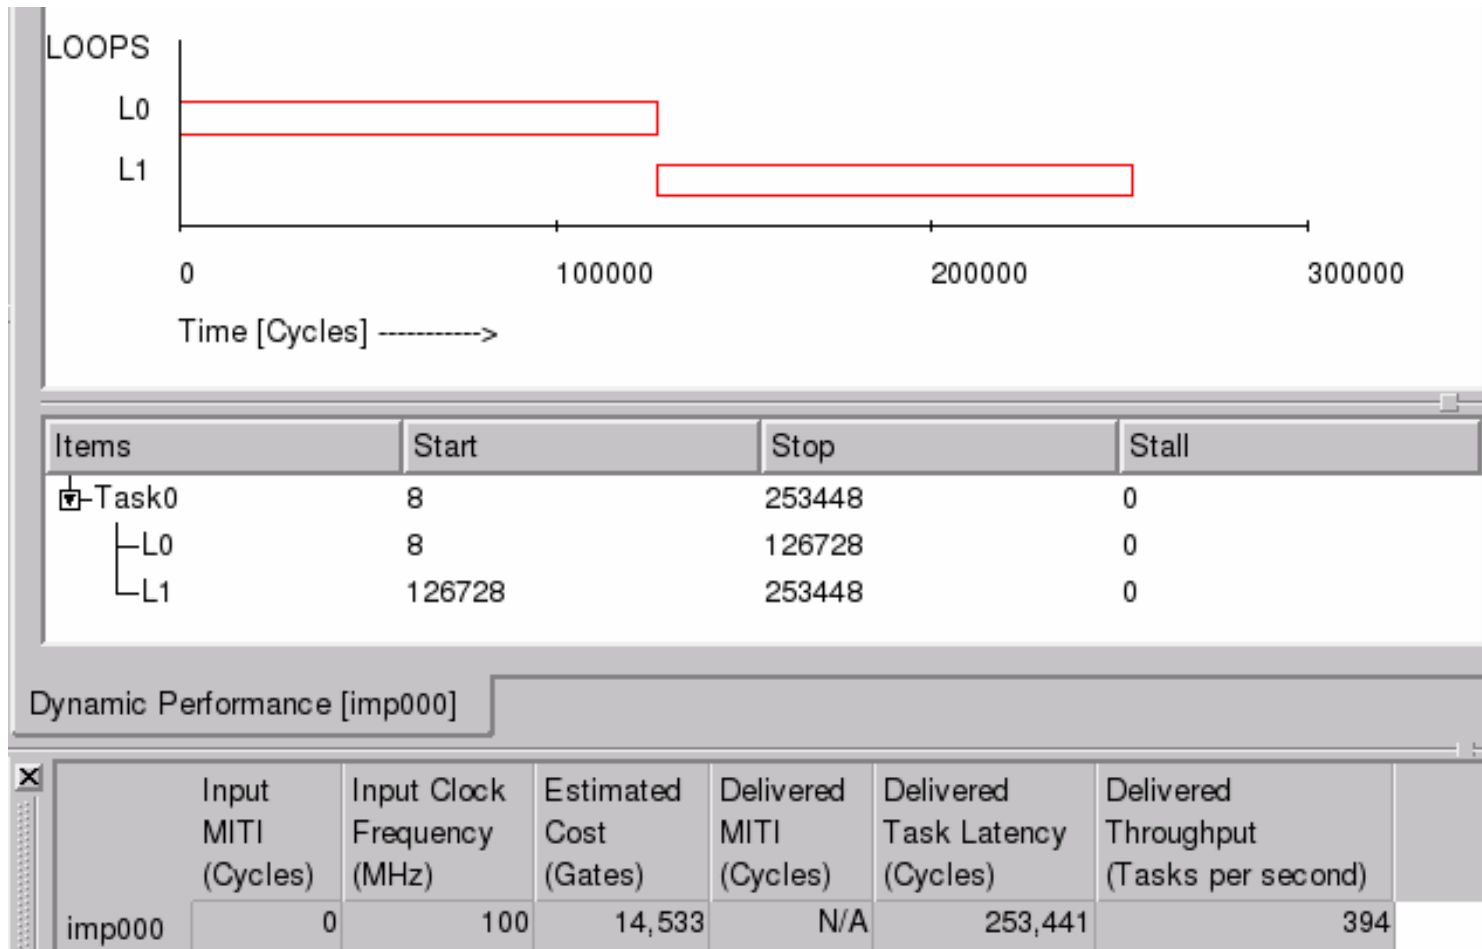 LOOPS
L0
L1
0 100000 200000 300000
Time [Cycles] ----------->
Items Start Stop Stall
Task0 8 253448 0
L0 8 126728 0
L1 126728 253448 0
Dynamic Performance [imp000]
Input Input Clock Estimated Delivered Delivered Delivered
MITI Frequency Cost MITI Task Latency Throughput
(Cycles) (MHz) (Gates) (Cycles) (Cycles) (Tasks per second)
imp000 0 100 14,533 N/A 253,441 394